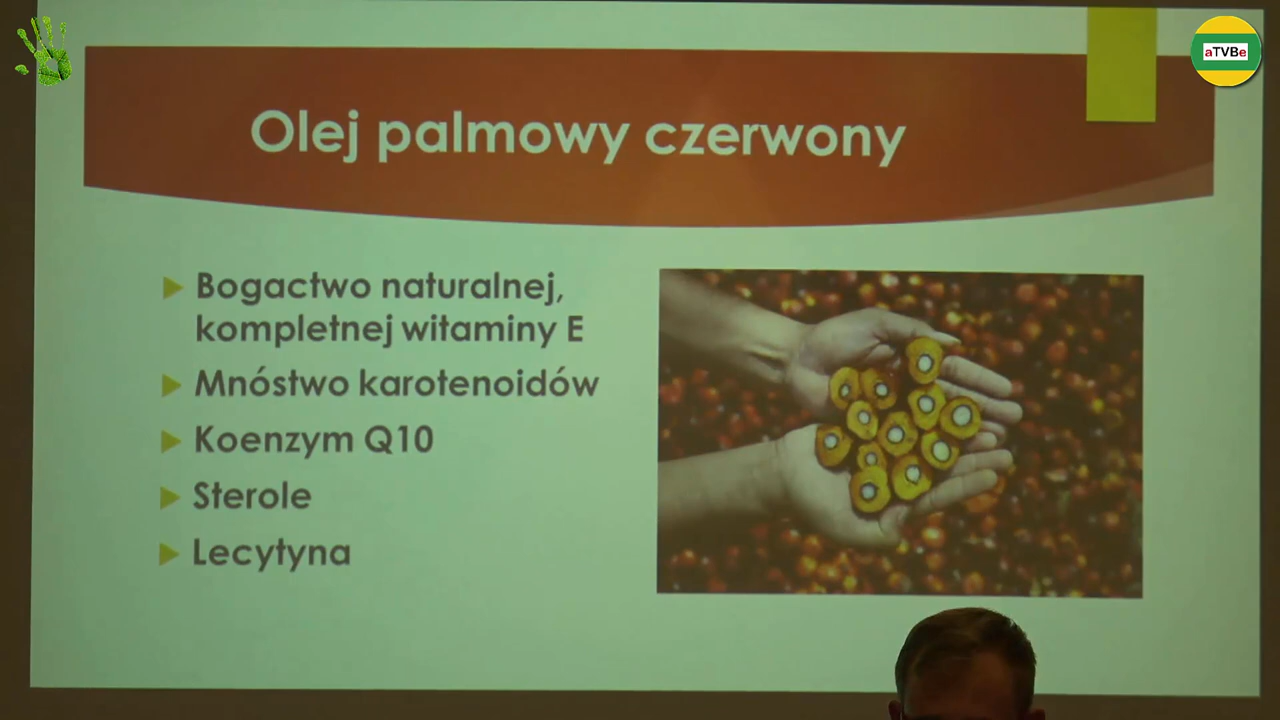 aTVBe
Olej palmowy czerwony
Bogactwo naturalnej,
kompletnej witaminy E
Mnóstwo karotenoidów
Koenzym Q10
Sterole
Lecytyna